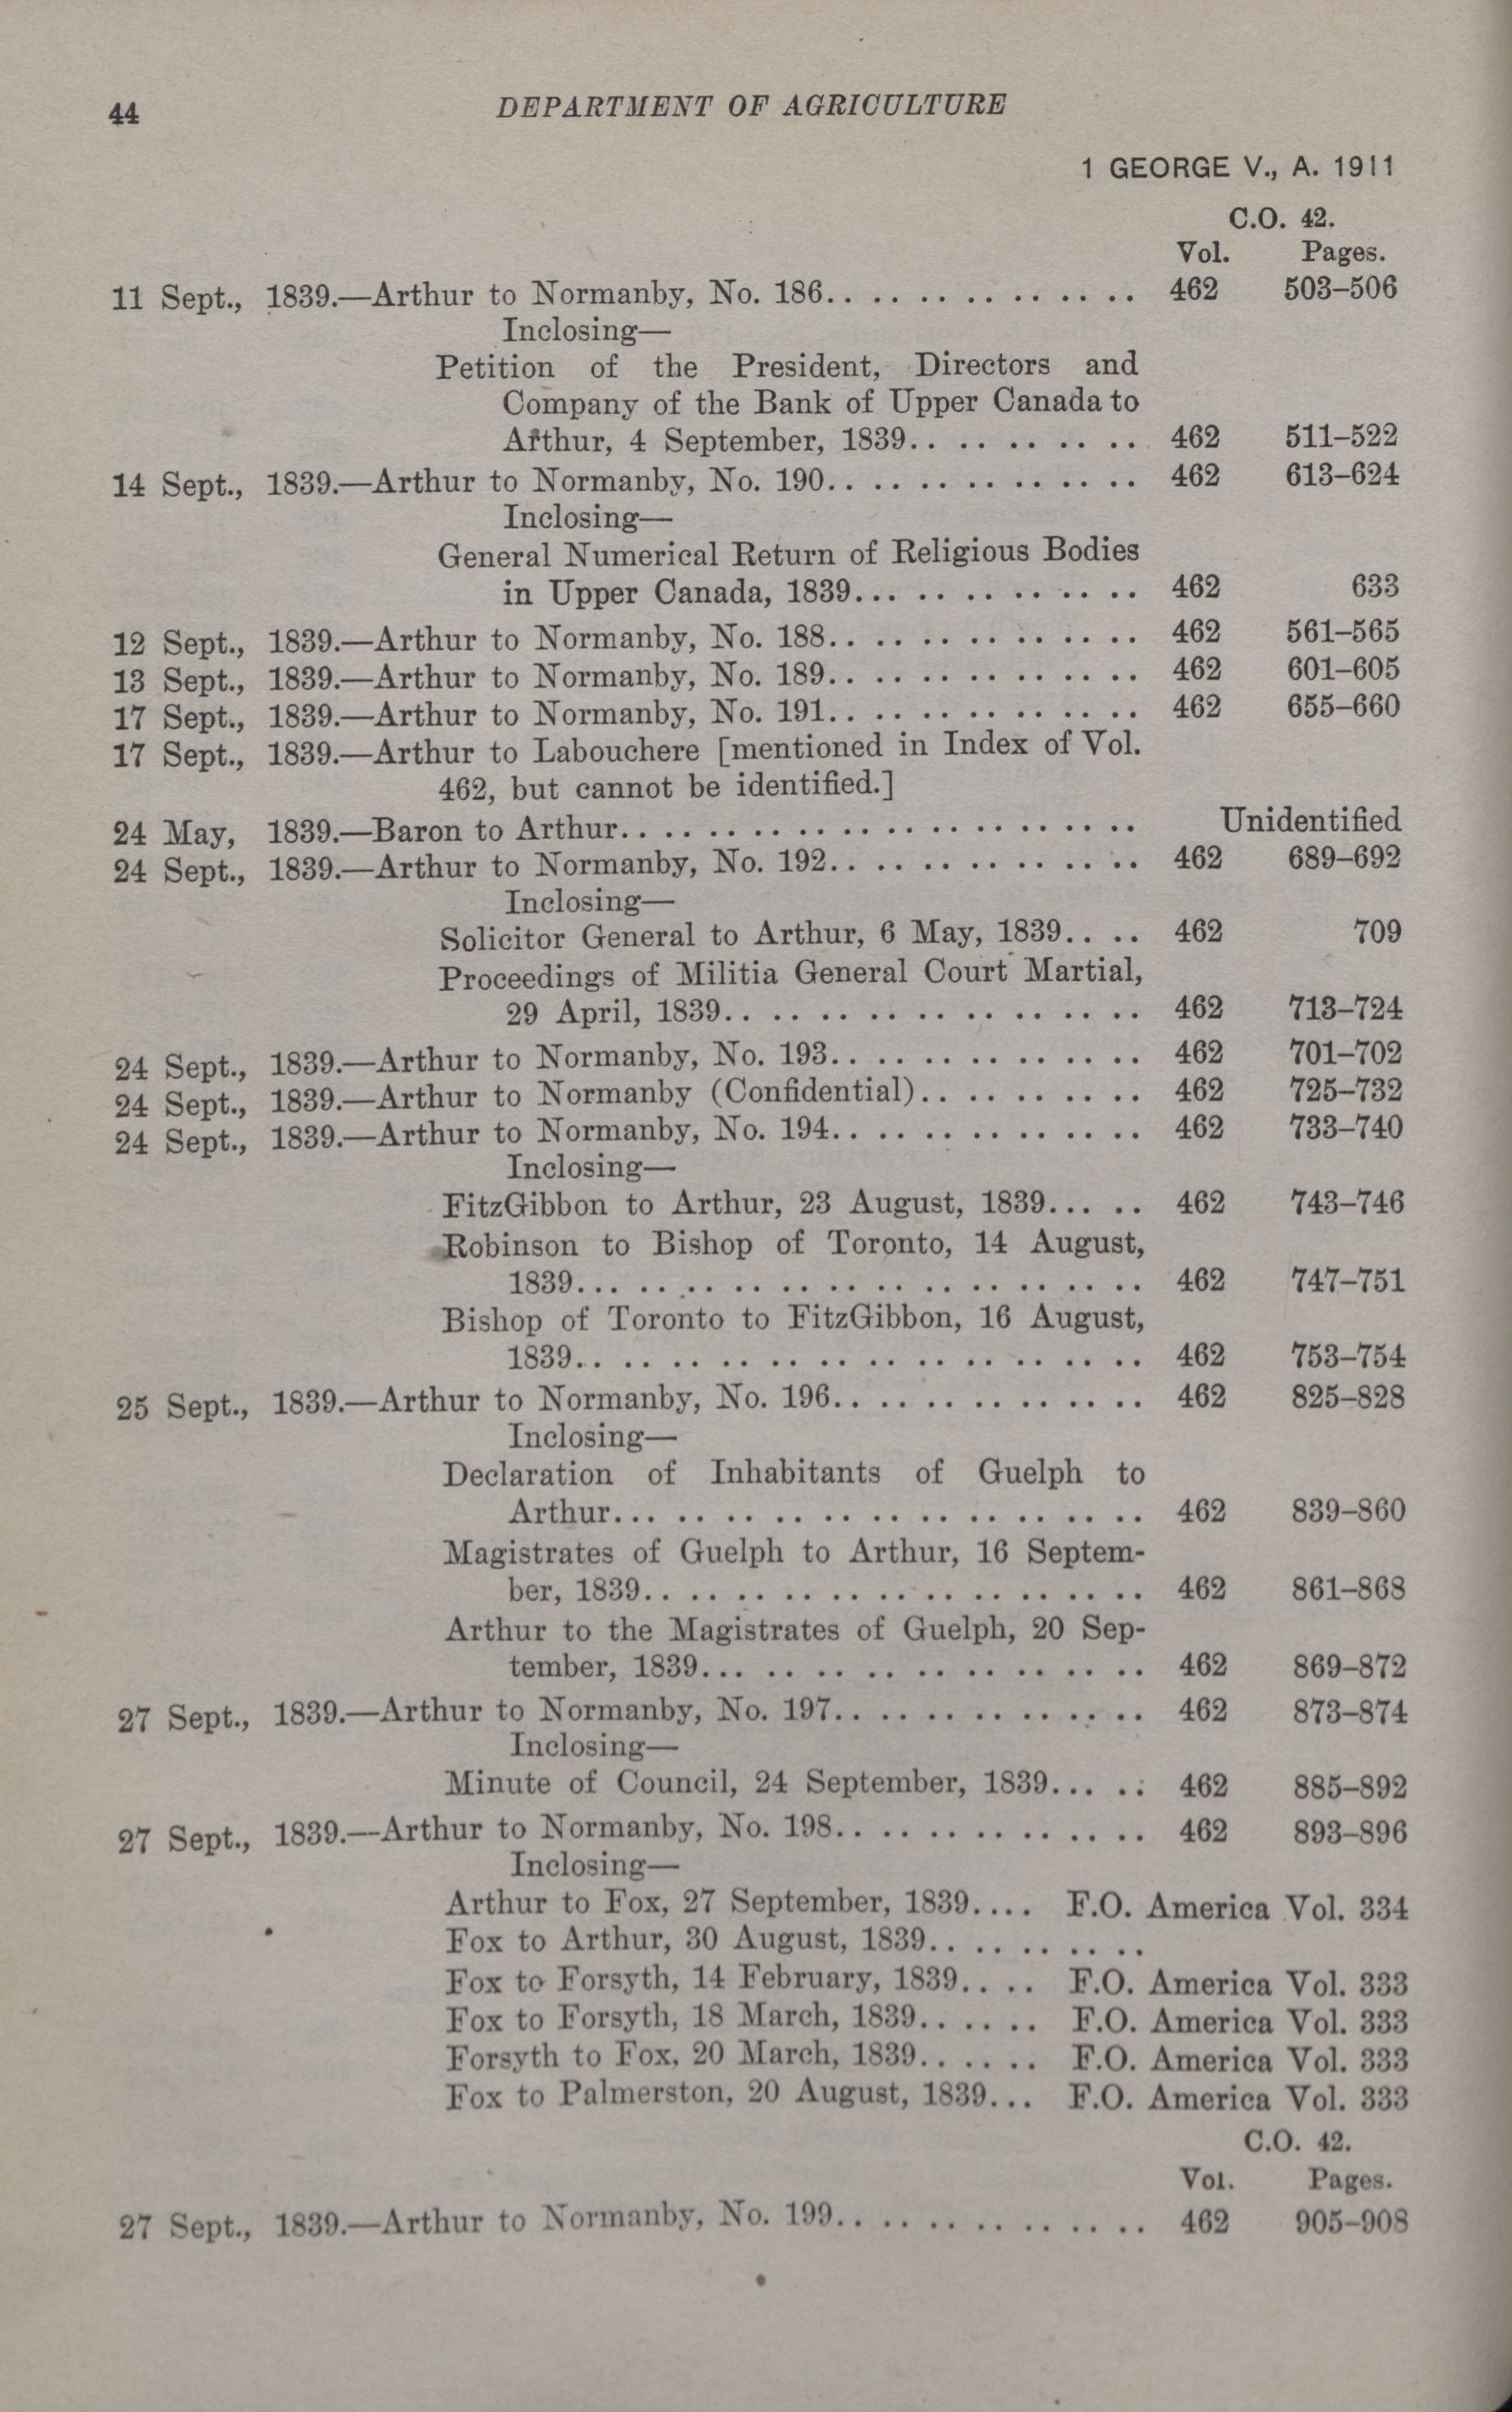 44 DEPARTMENT OF AGRICULTURE
1 GEORGE V., A. 1911
C.O. 42.
Vol. Pages.
11 Sept., 1839.—Arthur to Normanby, No. 186.. .. .. .. .. .. .. 462 503–506
Inclosing—
Petition of the President, Directors and
Company of the Bank of Upper Canada to
Arthur, 4 September, 1839.. .. .. .. .. 462 511–522
14 Sept., 1839.—Arthur to Normanby, No. 190.. .. .. .. .. .. .. 462 613–624
Inclosing—
General Numerical Return of Religious Bodies
in Upper Canada, 1839... .. .. .. .. .. 462 633
12 Sept., 1839.—Arthur to Normanby, No. 188.. .. .. .. .. .. .. 462 561–565
13 Sept., 1839.—Arthur to Normanby, No. 189.. .. .. .. .. .. .. 462 601–605
17 Sept., 1839.—Arthur to Normanby, No. 191.. .. .. .. .. .. .. 462 655–660
17 Sept., 1839.—Arthur to Labouchere [mentioned in Index of Vol.
462, but cannot be identified.]
24 May, 1839.—Baron to Arthur.. .. .. .. .. .. .. .. .. .. .. Unidentified
24 Sept., 1839.—Arthur to Normanby, No. 192.. .. .. .. .. .. .. 462 689–692
Inclosing—
Solicitor General to Arthur, 6 May, 1839.. .. 462 709
Proceedings of Militia General Court Martial,
29 April, 1839.. .. .. .. .. .. .. .. .. 462 713–724
24 Sept., 1839.—Arthur to Normanby, No. 193.. .. .. .. .. .. .. 462 701–702
24 Sept., 1839.—Arthur to Normanby (Confidential).. .. .. .. .. 462 725–732
24 Sept., 1839.—Arthur to Normanby, No. 194.. .. .. .. .. .. .. 462 733–740
Inclosing—
FitzGibbon to Arthur, 23 August, 1839... .. 462 743–746
Robinson to Bishop of Toronto, 14 August,
1839... .. .. .. .. .. .. .. .. .. .. .. 462 747–751
Bishop of Toronto to FitzGibbon, 16 August,
1839.. .. .. .. .. .. .. .. .. .. .. .. 462 753–754
25 Sept., 1839.—Arthur to Normanby, No. 196.. .. .. .. .. .. .. 462 825–828
Inclosing—
Declaration of Inhabitants of Guelph to
Arthur... .. .. .. .. .. .. .. .. .. .. 462 839–860
Magistrates of Guelph to Arthur, 16 Septem-
ber, 1839.. .. .. .. .. .. .. .. .. .. .. 462 861–868
Arthur to the Magistrates of Guelph, 20 Sep-
tember, 1839... .. .. .. .. .. .. .. .. 462 869–872
27 Sept., 1839.—Arthur to Normanby, No. 197.. .. .. .. .. .. .. 462 873–874
Inclosing—
Minute of Council, 24 September, 1839... .. 462 885–892
27 Sept., 1839.—Arthur to Normanby, No. 198.. .. .. .. .. .. .. 462 893–896
Inclosing—
Arthur to Fox, 27 September, 1839.... F.O. America Vol. 334
Fox to Arthur, 30 August, 1839.. .. .. .. ..
Fox to Forsyth, 14 February, 1839.. .. F.O. America Vol. 333
Fox to Forsyth, 18 March, 1839.. .. .. F.O. America Vol. 333
Forsyth to Fox, 20 March, 1839.. .. .. F.O. America Vol. 333
Fox to Palmerston, 20 August, 1839... F.O. America Vol. 333
C.O. 42.
Vol. Pages.
27 Sept., 1839.—Arthur to Normanby, No. 199.. .. .. .. .. .. .. 462 905–908